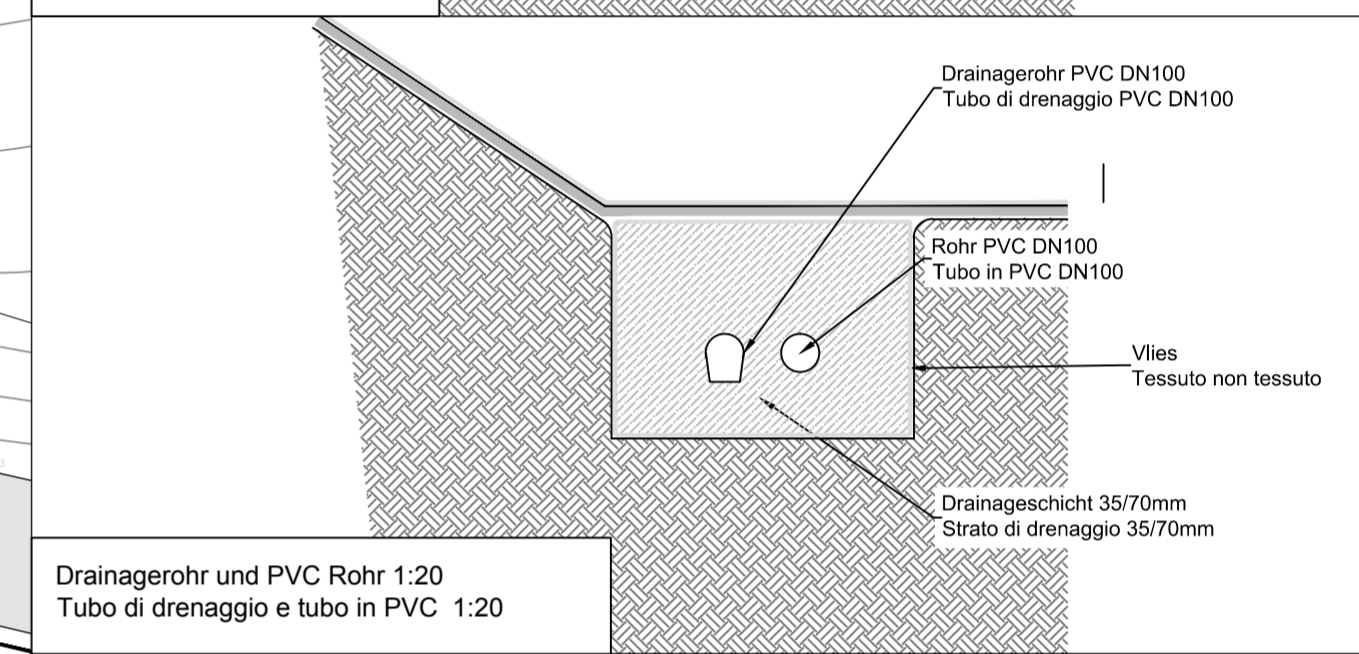 Drainagerohr PVC DN100
Tubo di drenaggio PVC DN100
Rohr PVC DN100
Tubo in PVC DN100
Vlies
Tessuto non tessuto
Drainageschicht 35/70mm
Strato di drenaggio 35/70mm
Drainagerohr und PVC Rohr 1:20
Tubo di drenaggio e tubo in PVC  1:20